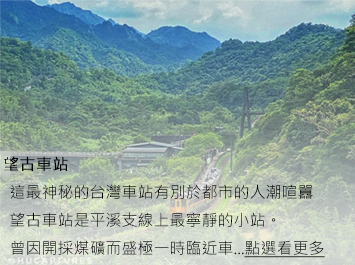 望古車站
這最神秘的台灣車站有別於都市的人潮喧囂
望古車站是平溪支線上最寧靜的小站。
曾因開採煤礦而盛極一時臨近車...點選看更多